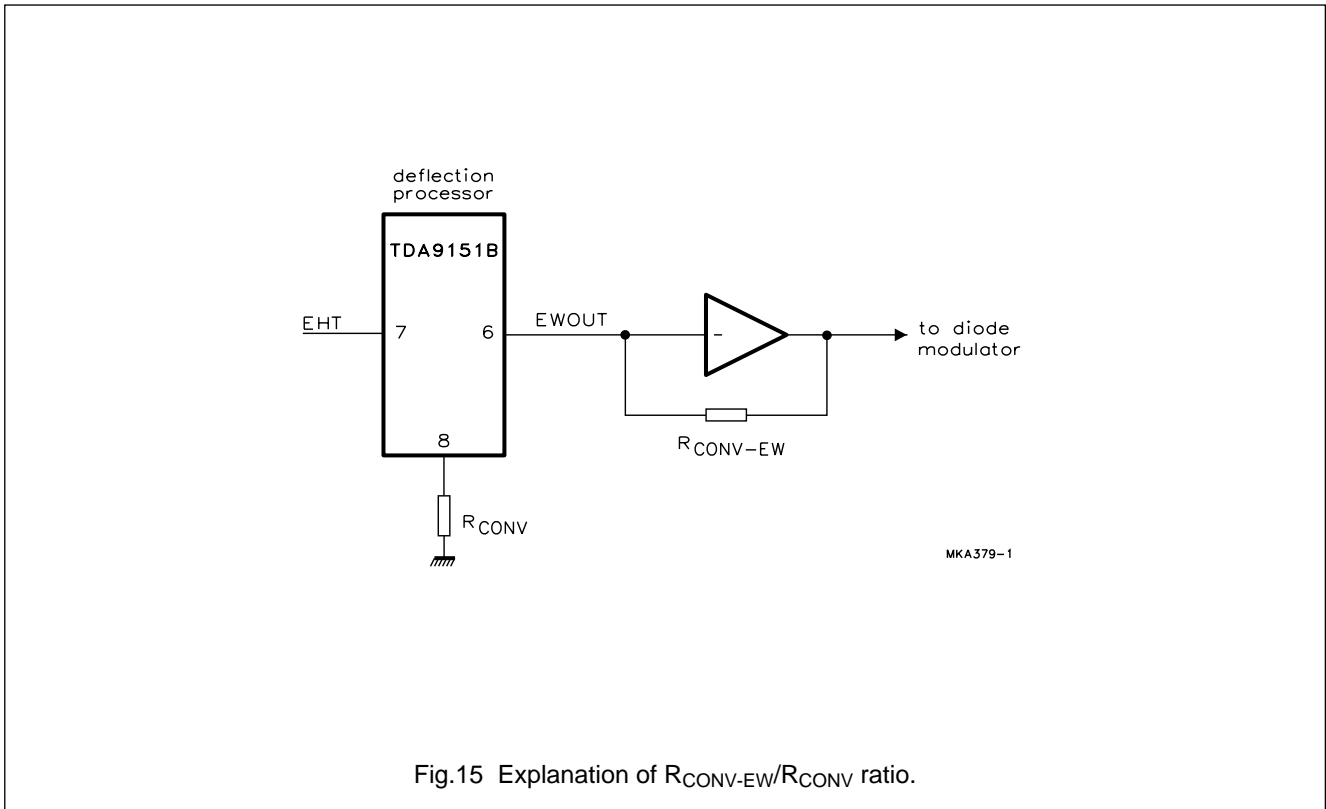 deflection
processor
TDA9151B
EHT
7
6
EWOUT
-
to diode
modulator
8
RCONV-EW
RCONV
MKA379-1
Fig.15 Explanation of RCONV-EW/RCONV ratio.